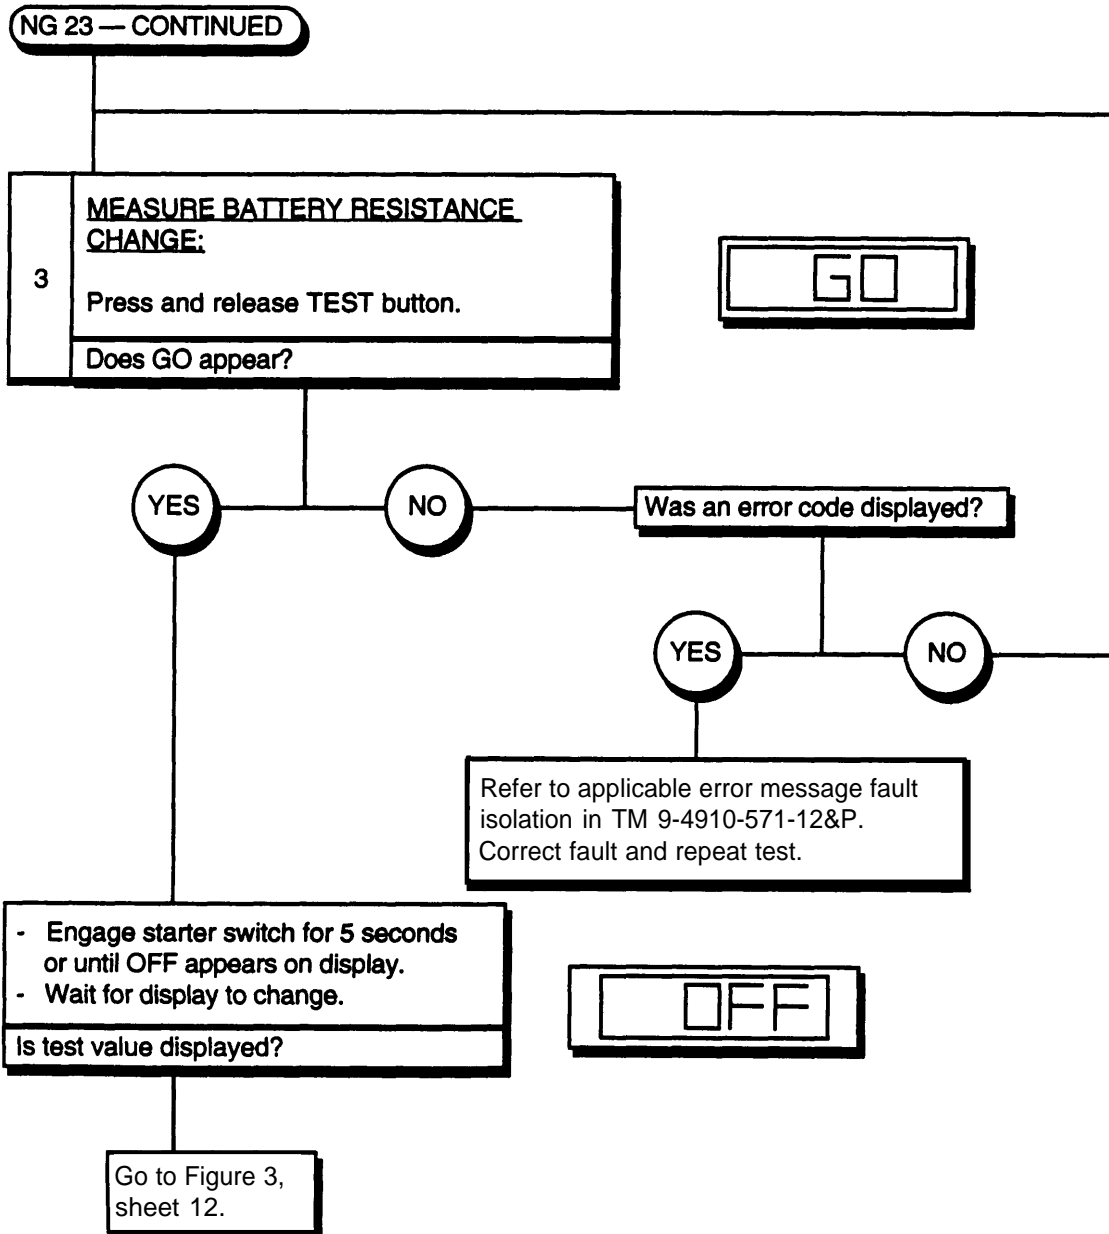 NG 23 — CONTINUED
3
MEASURE BATTERY RESISTANCE
CHANGE:
Press and release TEST button.
Does GO appear?
GO
YES
NO
Was an error code displayed?
YES
NO
Refer to applicable error message fault
isolation in TM 9-4910-571-12&P.
Correct fault and repeat test.
- Engage starter switch for 5 seconds
or until OFF appears on display.
- Wait for display to change.
Is test value displayed?
OFF
Go to Figure 3,
sheet 12.